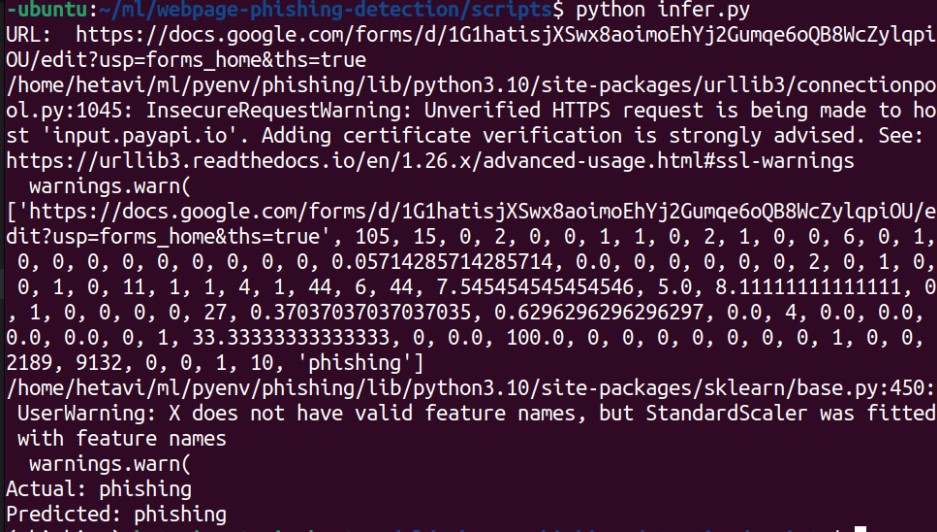 -ubuntu:~/ml/webpage-phishing-detection/scripts$ python infer.py
URL:  https://docs.google.com/forms/d/1G1hatisjXSwx8aoimoEhYj2Gumqe6oQB8WcZylqpi
OU/edit?usp=forms_home&ths=true
/home/hetavi/ml/pyenv/phishing/lib/python3.10/site-packages/urllib3/connectionpo
ol.py:1045: InsecureRequestWarning: Unverified HTTPS request is being made to ho
st 'input.payapi.io'. Adding certificate verification is strongly advised. See:
https://urllib3.readthedocs.io/en/1.26.x/advanced-usage.html#ssl-warnings
  warnings.warn(
['https://docs.google.com/forms/d/1G1hatisjXSwx8aoimoEhYj2Gumqe6oQB8WcZylqpiOU/e
dit?usp=forms_home&ths=true', 105, 15, 0, 2, 0, 0, 1, 1, 0, 2, 1, 0, 0, 6, 0, 1,
 0, 0, 0, 0, 0, 0, 0, 0, 0, 0.05714285714285714, 0.0, 0, 0, 0, 0, 0, 2, 0, 1, 0,
 0, 1, 0, 11, 1, 1, 4, 1, 44, 6, 44, 7.545454545454546, 5.0, 8.11111111111111, 0
, 1, 0, 0, 0, 0, 27, 0.37037037037037035, 0.6296296296296297, 0.0, 4, 0.0, 0.0,
0.0, 0.0, 0, 1, 33.33333333333333, 0, 0.0, 100.0, 0, 0, 0, 0, 0, 0, 0, 1, 0, 0,
2189, 9132, 0, 0, 1, 10, 'phishing']
/home/hetavi/ml/pyenv/phishing/lib/python3.10/site-packages/sklearn/base.py:450:
 UserWarning: X does not have valid feature names, but StandardScaler was fitted
 with feature names
  warnings.warn(
Actual: phishing
Predicted: phishing